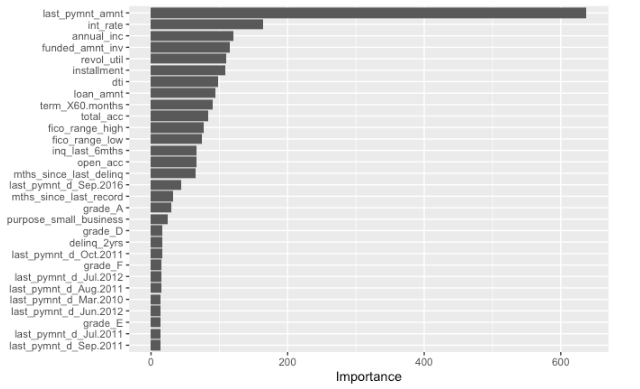 last_pymnt_amnt
int_rate
annual_inc
funded_amnt_inv
revol_util
installment
dti
loan_amnt
term_X60.months
total_acc
fico_range_high
fico_range_low
inq_last_6mths
open_acc
mths_since_last_delinq
last_pymnt_d_Sep.2016
mths_since_last_record
grade_A
purpose_small_business
grade_D
delinq_2yrs
last_pymnt_d_Oct.2011
grade_F
last_pymnt_d_Jul.2012
last_pymnt_d_Aug.2011
last_pymnt_d_Mar.2010
last_pymnt_d_Jun.2012
grade_E
last_pymnt_d_Jul.2011
last_pymnt_d_Sep.2011
0 200 400 600
Importance